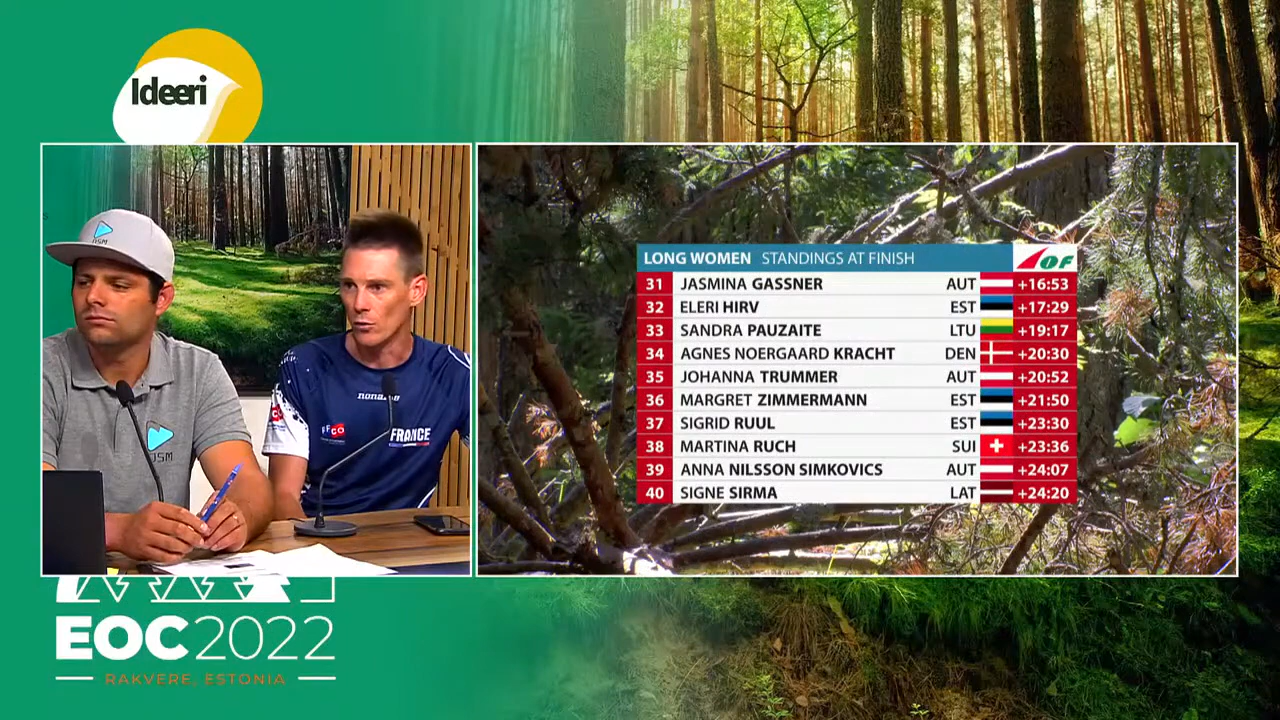 Ideeri
LONG WOMEN STANDINGS AT FINISH
IOF
31 JASMINA GASSNER AUT +16:53
32 ELERI HIRV EST +17:29
33 SANDRA PAUZAITE LTU +19:17
34 AGNES NOERGAARD KRACHT DEN +20:30
35 JOHANNA TRUMMER AUT +20:52
36 MARGRET ZIMMERMANN EST +21:50
37 SIGRID RUUL EST +23:30
38 MARTINA RUCH SUI +23:36
39 ANNA NILSSON SIMKOVICS AUT +24:07
40 SIGNE SIRMA LAT +24:20
FRANCE
EOC2022
RAKVERE, ESTONIA